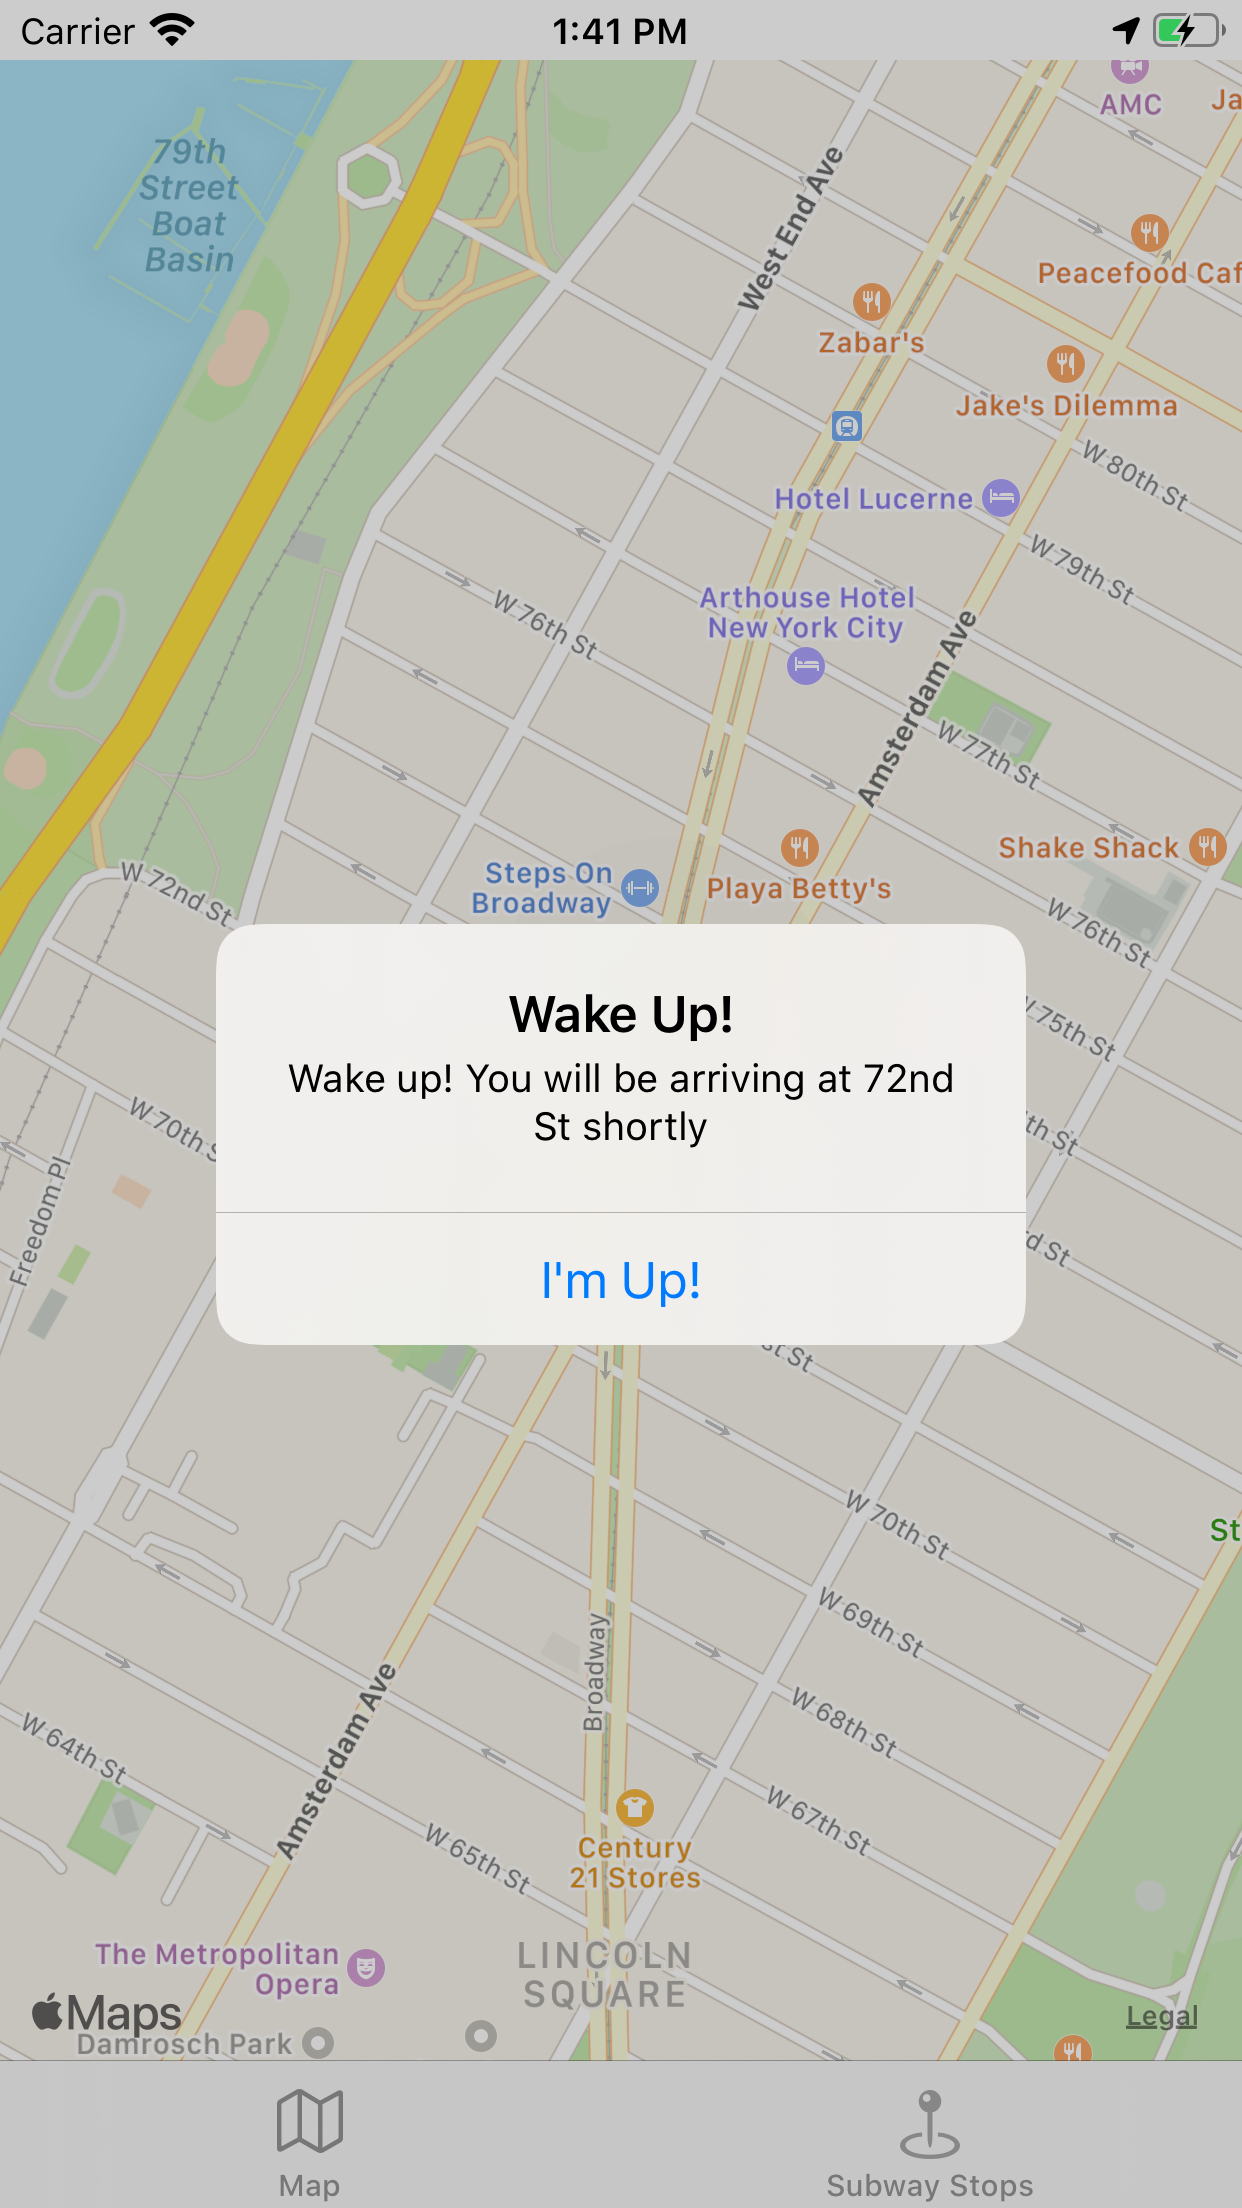 Carrier
1:41 PM
AMC
79th
Street
Boat
Basin
West End Ave
Peacefood
Zabar's
Jake's Dilemma
W 80th St
Hotel Lucerne
W 79th St
Arthouse Hotel
New York City
W 76th St
Amsterdam Ave
W 77th St
Shake Shack
Steps On
Broadway
Playa Betty's
W 72nd St
W 76th St
Wake Up!
Wake up! You will be arriving at 72nd
St shortly
I'm Up!
75th St
W 70th
St
St
Freedom Pl
St
W 70th St
W 69th St
Broadway
W 68th St
Amsterdam Ave
W 64th St
W 67th St
W 65th St
Century
21 Stores
The Metropolitan
Opera
LINCOLN
SQUARE
Maps
Legal
Damrosch Park
Map
Subway Stops